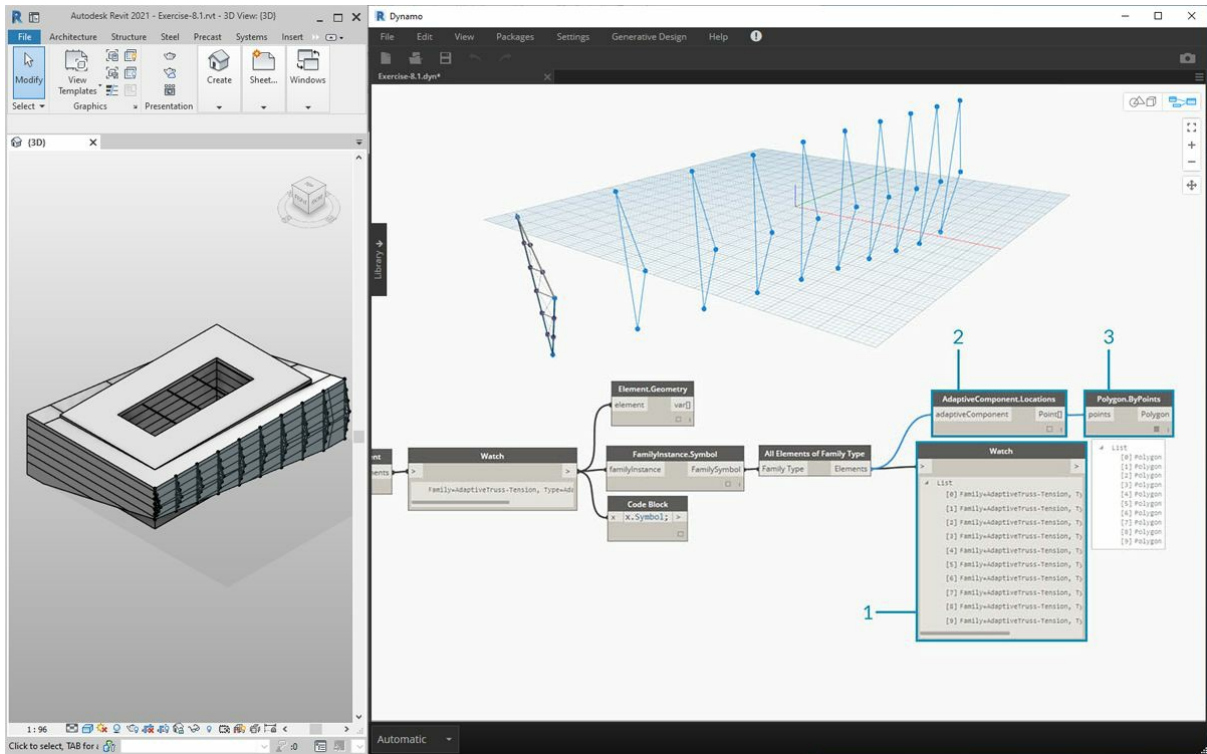 Autodesk Revit 2021 - Exercise-8.1.rvt - 3D View: {3D}
File Architecture Structure Steel Precast Systems Insert
Modify
View
Templates
Create
Sheet...
Windows
Select
Graphics
Presentation
{3D}
1 : 96
Click to select, TAB for a
:0
Dynamo
File Edit View Packages Settings Generative Design Help
Exercise-8.1.dyn*
Library
2
3
Element.Geometry
element var[]
AdaptiveComponent.Locations
adaptiveComponent Point[]
Polygon.ByPoints
points Polygon
nt
ents
Watch
> >
Family=AdaptiveTruss-Tension, Type=Ada
FamilyInstance.Symbol
familyInstance FamilySymbol
All Elements of Family Type
Family Type Elements
Code Block
x x.Symbol; >
Watch
> >
List
[0] Family=AdaptiveTruss-Tension, Ty
[1] Family=AdaptiveTruss-Tension, Ty
[2] Family=AdaptiveTruss-Tension, Ty
[3] Family=AdaptiveTruss-Tension, Ty
[4] Family=AdaptiveTruss-Tension, Ty
[5] Family=AdaptiveTruss-Tension, Ty
[6] Family=AdaptiveTruss-Tension, Ty
[7] Family=AdaptiveTruss-Tension, Ty
[8] Family=AdaptiveTruss-Tension, Ty
[9] Family=AdaptiveTruss-Tension, Ty
1
List
[0] Polygon
[1] Polygon
[2] Polygon
[3] Polygon
[4] Polygon
[5] Polygon
[6] Polygon
[7] Polygon
[8] Polygon
[9] Polygon
Automatic